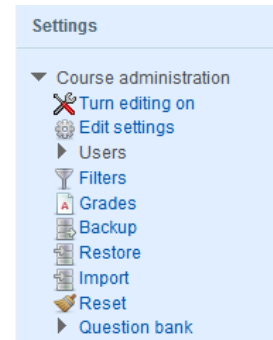 Settings
Course administration
Turn editing on
Edit settings
Users
Filters
A Grades
Backup
Restore
Import
Reset
Question bank